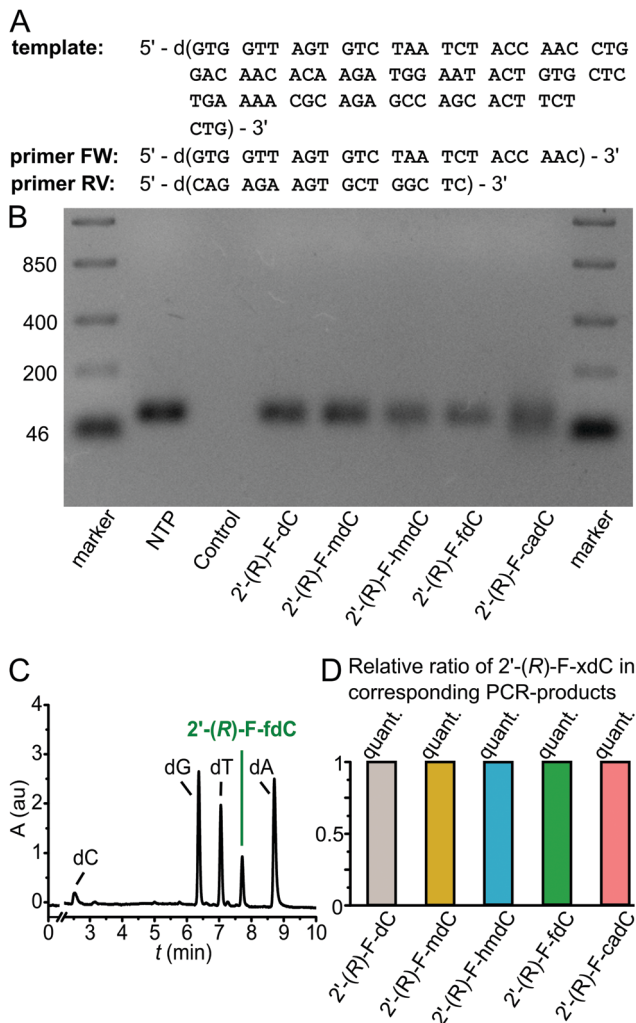 A
template: 5' - d(GTG GTT AGT GTC TAA TCT ACC AAC CTG
GAC AAC ACA AGA TGG AAT ACT GTG CTC
TGA AAA CGC AGA GCC AGC ACT TCT
CTG) - 3'
primer FW: 5' - d(GTG GTT AGT GTC TAA TCT ACC AAC) - 3'
primer RV: 5' - d(CAG AGA AGT GCT GGC TC) - 3'
B
850
400
200
46
marker
NTP
Control
2'-(R)-F-dC
2'-(R)-F-mdC
2'-(R)-F-hmdC
2'-(R)-F-fdC
2'-(R)-F-cadC
marker
C
4
3
2
1
0
A (au)
2'-(R)-F-fdC
dC
dG
dT
dA
0 3 4 5 6 7 8 9 10
t (min)
D Relative ratio of 2'-(R)-F-xdC in
corresponding PCR-products
quant. quant. quant. quant. quant.
1
0.5
0
2'-(R)-F-dC
2'-(R)-F-mdC
2'-(R)-F-hmdC
2'-(R)-F-fdC
2'-(R)-F-cadC